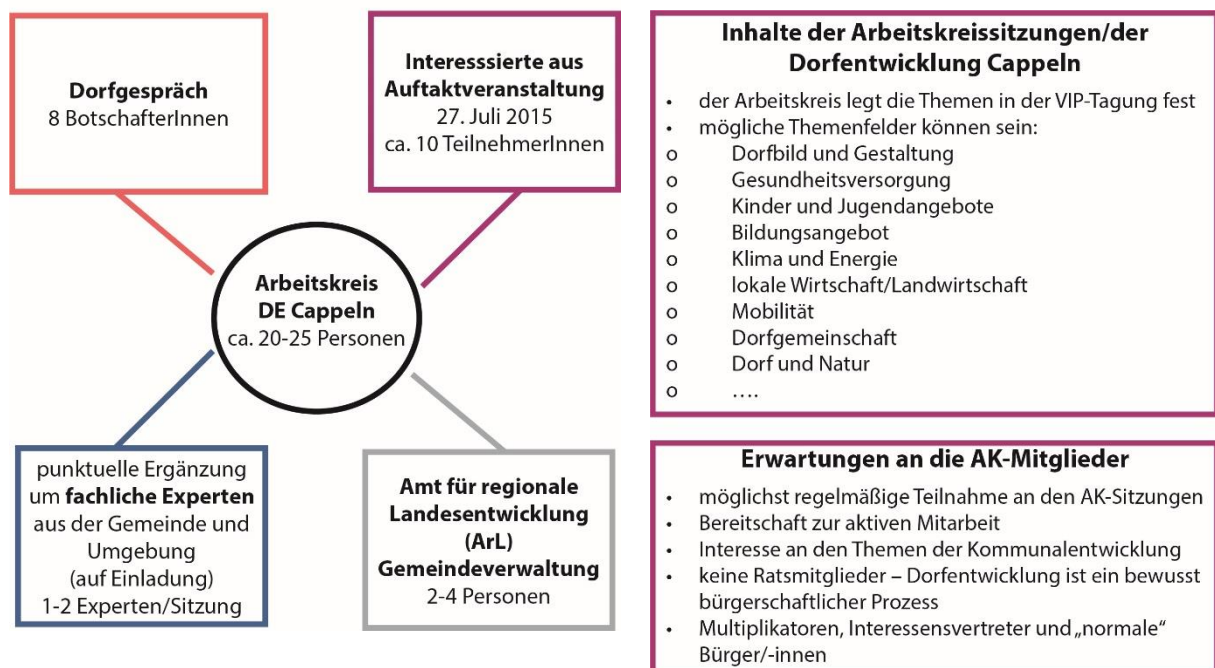 Dorfgespräch
8 BotschafterInnen
Interesssierte aus
Auftaktveranstaltung
27. Juli 2015
ca. 10 TeilnehmerInnen
Arbeitskreis
DE Cappeln
ca. 20-25 Personen
punktuelle Ergänzung
um fachliche Experten
aus der Gemeinde und
Umgebung
(auf Einladung)
1-2 Experten/Sitzung
Amt für regionale
Landesentwicklung
(ArL)
Gemeindeverwaltung
2-4 Personen
Inhalte der Arbeitskreissitzungen/der
Dorfentwicklung Cappeln
• der Arbeitskreis legt die Themen in der VIP-Tagung fest
• mögliche Themenfelder können sein:
o Dorfbild und Gestaltung
o Gesundheitsversorgung
o Kinder und Jugendangebote
o Bildungsangebot
o Klima und Energie
o lokale Wirtschaft/Landwirtschaft
o Mobilität
o Dorfgemeinschaft
o Dorf und Natur
o ....
Erwartungen an die AK-Mitglieder
• möglichst regelmäßige Teilnahme an den AK-Sitzungen
• Bereitschaft zur aktiven Mitarbeit
• Interesse an den Themen der Kommunalentwicklung
• keine Ratsmitglieder – Dorfentwicklung ist ein bewusst
bürgerschaftlicher Prozess
• Multiplikatoren, Interessensvertreter und „normale“
Bürger/-innen